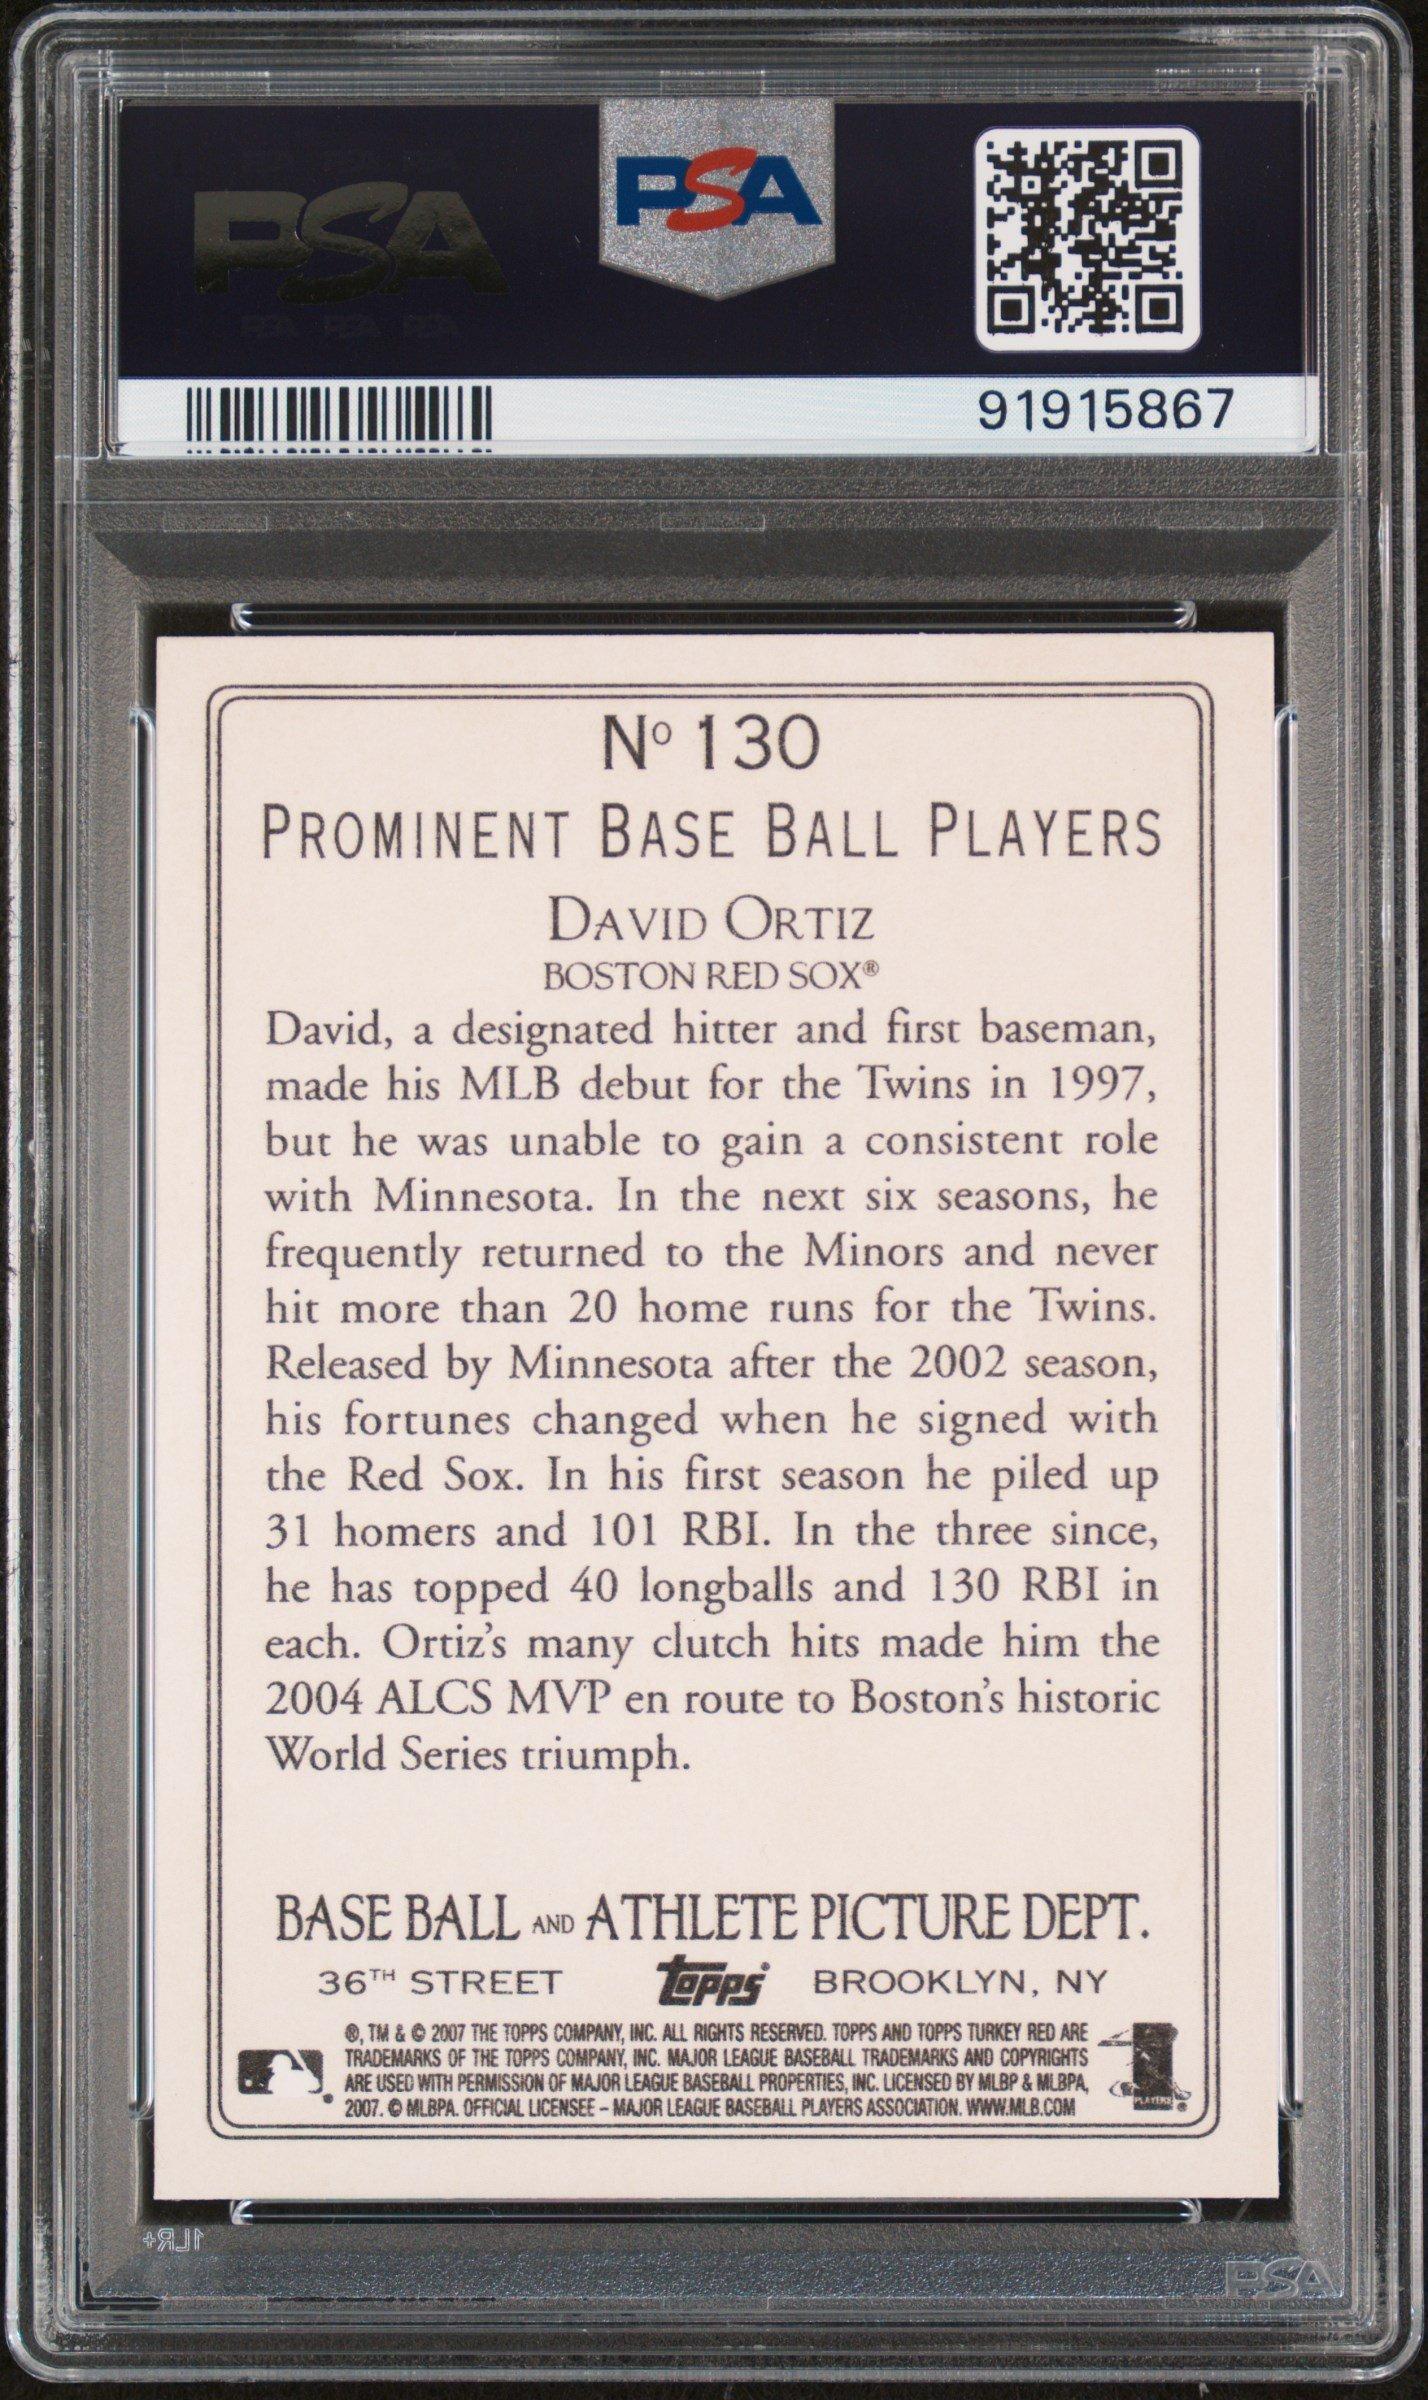 PSA
PSA
91915867
Nº 130
PROMINENT BASE BALL PLAYERS
DAVID ORTIZ
BOSTON RED SOX®
David, a designated hitter and first baseman,
made his MLB debut for the Twins in 1997,
but he was unable to gain a consistent role
with Minnesota. In the next six seasons, he
frequently returned to the Minors and never
hit more than 20 home runs for the Twins.
Released by Minnesota after the 2002 season,
his fortunes changed when he signed with
the Red Sox. In his first season he piled up
31 homers and 101 RBI. In the three since,
he has topped 40 longballs and 130 RBI in
each. Ortiz's many clutch hits made him the
2004 ALCS MVP en route to Boston's historic
World Series triumph.
BASE BALL AND ATHLETE PICTURE DEPT.
36TH STREET topps® BROOKLYN, NY
®, TM & © 2007 THE TOPPS COMPANY, INC. ALL RIGHTS RESERVED. TOPPS AND TOPPS TURKEY RED ARE
TRADEMARKS OF THE TOPPS COMPANY, INC. MAJOR LEAGUE BASEBALL TRADEMARKS AND COPYRIGHTS
ARE USED WITH PERMISSION OF MAJOR LEAGUE BASEBALL PROPERTIES, INC. LICENSED BY MLBP & MLBPA,
2007. © MLBPA. OFFICIAL LICENSEE – MAJOR LEAGUE BASEBALL PLAYERS ASSOCIATION. WWW.MLB.COM
1LR+
PSA